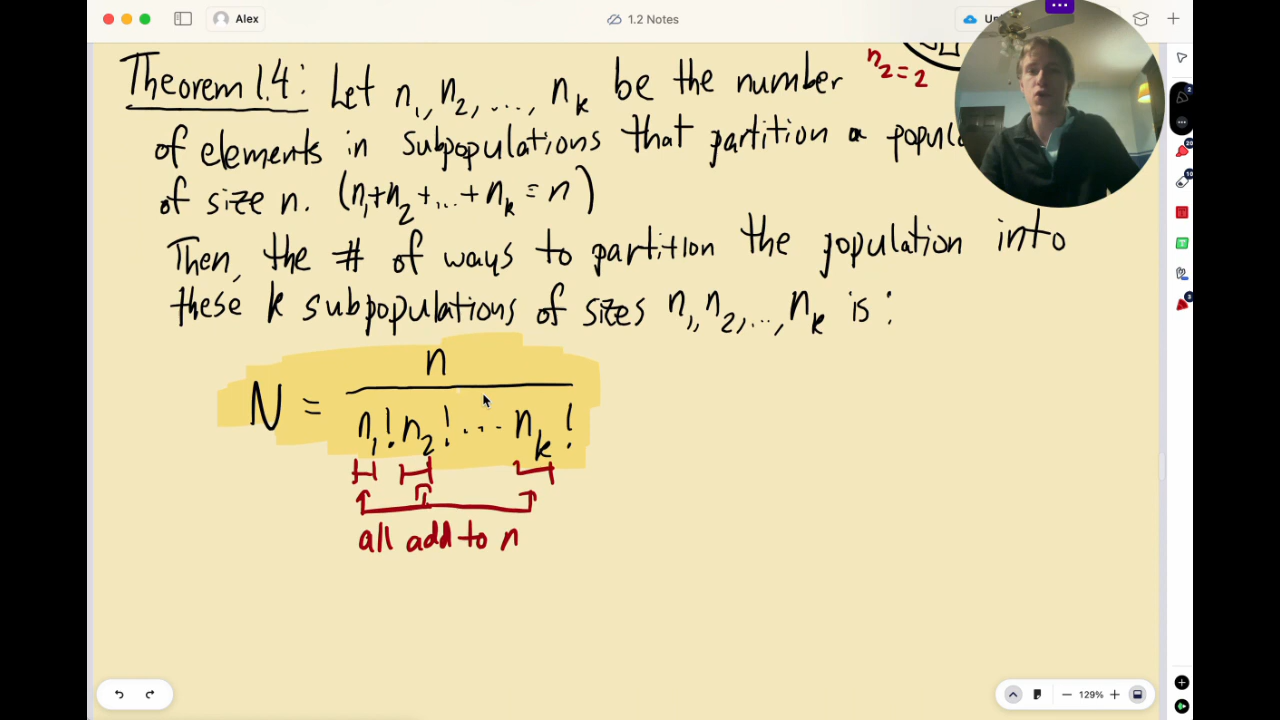 Alex
1.2 Notes
Theorem 1.4: Let n₁, n₂, ..., nₖ be the number
n₂ = 2
of elements in subpopulations that partition a popul
of size n. (n₁+n₂+...+nₖ = n)
Then, the # of ways to partition the population into
these k subpopulations of sizes n₁, n₂, ..., nₖ is:
N = n / (n₁! n₂! ... nₖ!)
all add to n
129%